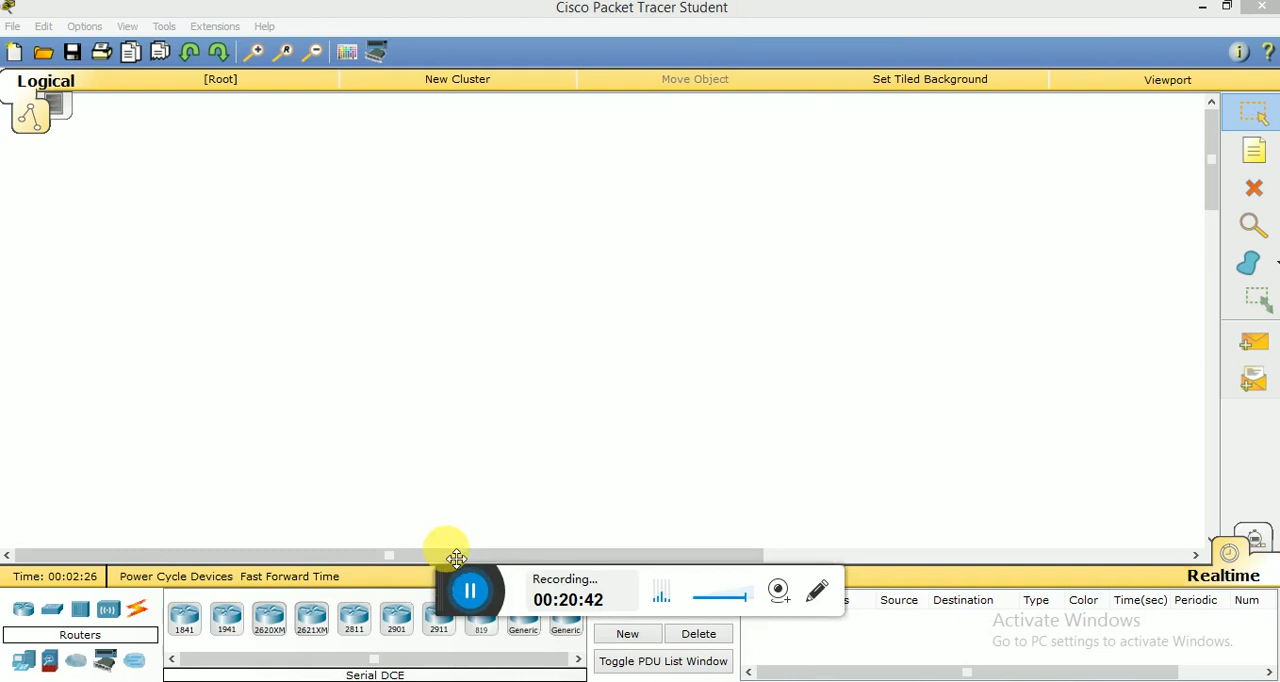 Cisco Packet Tracer Student
File Edit Options View Tools Extensions Help
Logical [Root] New Cluster Move Object Set Tiled Background Viewport
Time: 00:02:26 Power Cycle Devices Fast Forward Time
Realtime
Recording...
00:20:42
Source Destination Type Color Time(sec) Periodic Num
1841 1941 2620XM 2621XM 2811 2901 2911 819 Generic Generic
Routers
New Delete
Toggle PDU List Window
Serial DCE
Activate Windows
Go to PC settings to activate Windows.